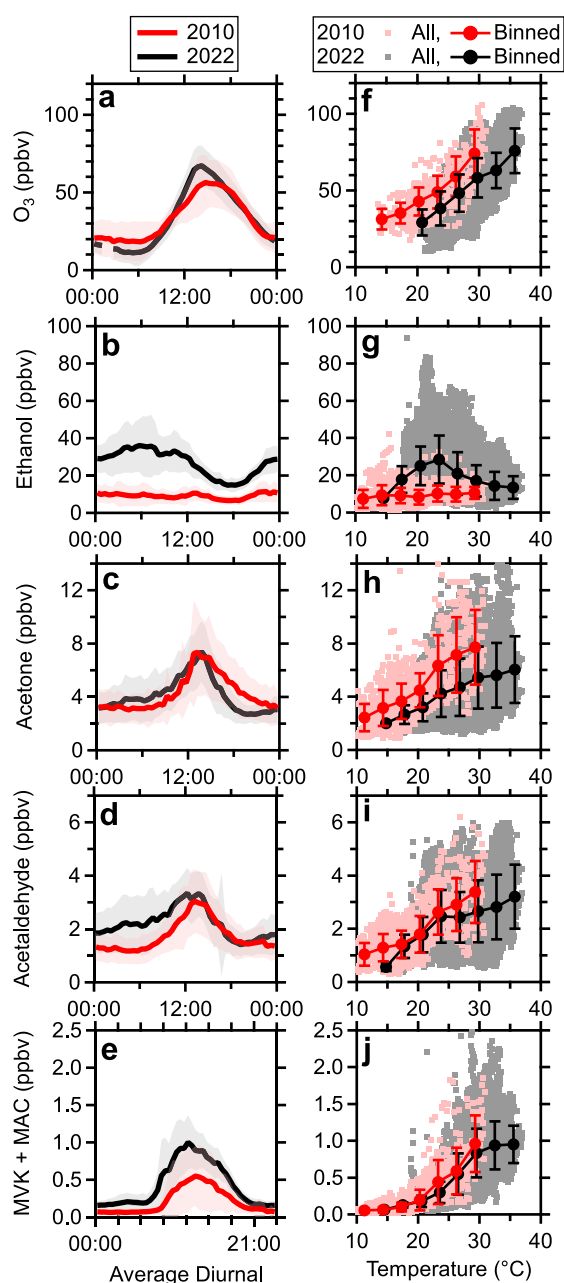 2010
2022
2010 All, Binned
2022 All, Binned
a
O₃ (ppbv)
100
50
0
00:00 12:00 00:00
f
100
50
0
10 20 30 40
b
Ethanol (ppbv)
100
80
60
40
20
0
00:00 12:00 00:00
g
100
80
60
40
20
0
10 20 30 40
c
Acetone (ppbv)
12
8
4
0
00:00 12:00 00:00
h
12
8
4
0
10 20 30 40
d
Acetaldehyde (ppbv)
6
4
2
0
00:00 12:00 00:00
i
6
4
2
0
10 20 30 40
e
MVK + MAC (ppbv)
2.5
2.0
1.5
1.0
0.5
0.0
00:00 21:00
Average Diurnal
j
2.5
2.0
1.5
1.0
0.5
0.0
10 20 30 40
Temperature (°C)